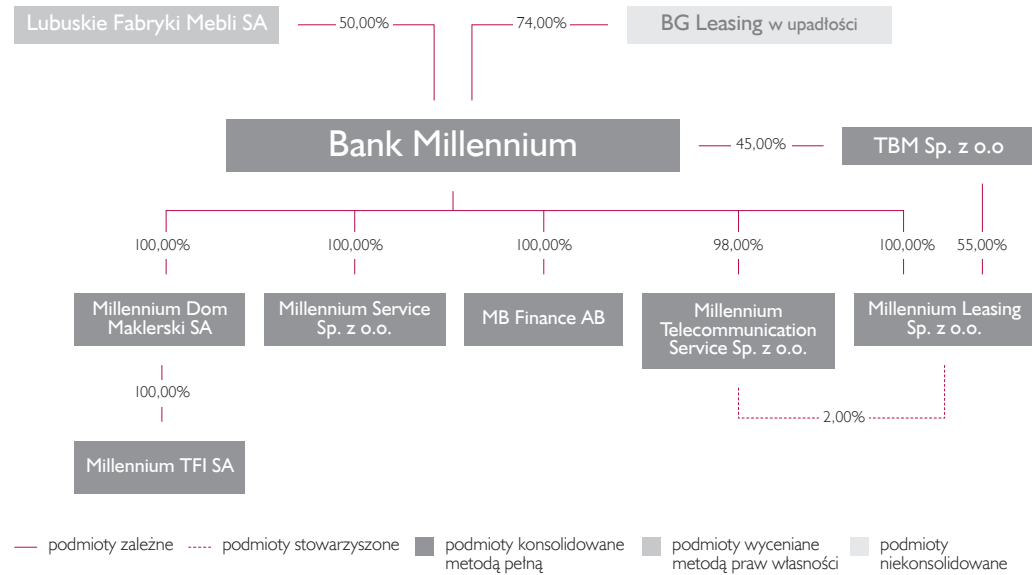 Lubuskie Fabryki Mebli SA
50,00%
74,00%
BG Leasing w upadłości
Bank Millennium
45,00%
TBM Sp. z o.o
100,00%
100,00%
100,00%
98,00%
100,00%
55,00%
Millennium Dom
Maklerski SA
Millennium Service
Sp. z o.o.
MB Finance AB
Millennium
Telecommunication
Service Sp. z o.o.
Millennium Leasing
Sp. z o.o.
100,00%
2,00%
Millennium TFI SA
podmioty zależne
podmioty stowarzyszone
podmioty konsolidowane
metodą pełną
podmioty wyceniane
metodą praw własności
podmioty
niekonsolidowane